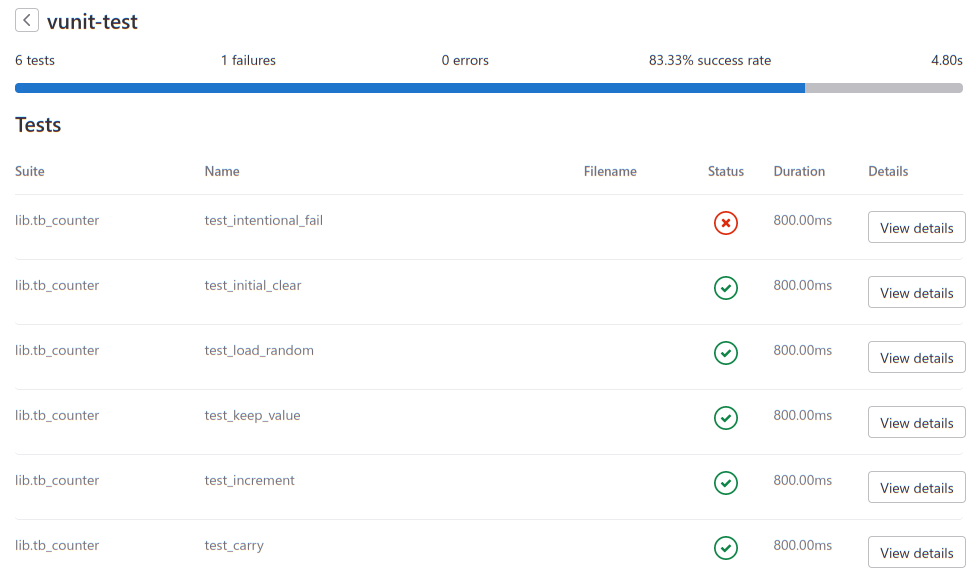 vunit-test
6 tests 1 failures 0 errors 83.33% success rate 4.80s
Tests
Suite Name Filename Status Duration Details
lib.tb_counter test_intentional_fail 800.00ms View details
lib.tb_counter test_initial_clear 800.00ms View details
lib.tb_counter test_load_random 800.00ms View details
lib.tb_counter test_keep_value 800.00ms View details
lib.tb_counter test_increment 800.00ms View details
lib.tb_counter test_carry 800.00ms View details